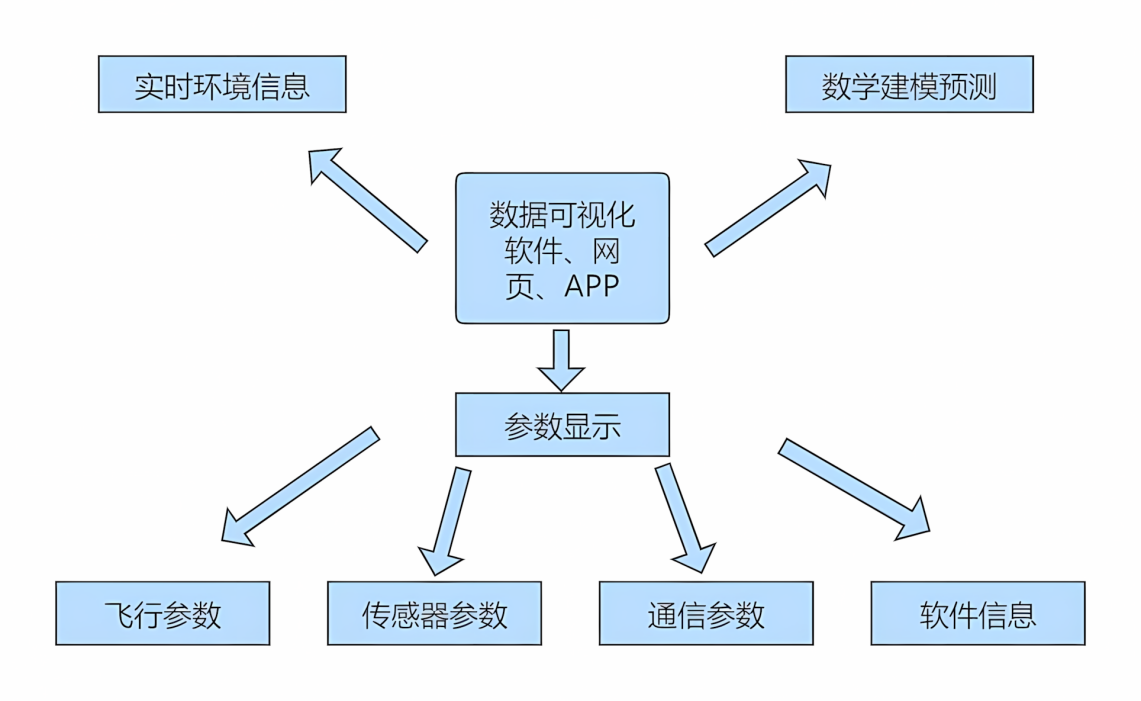 实时环境信息
数学建模预测
数据可视化
软件、网
页、APP
参数显示
飞行参数
传感器参数
通信参数
软件信息